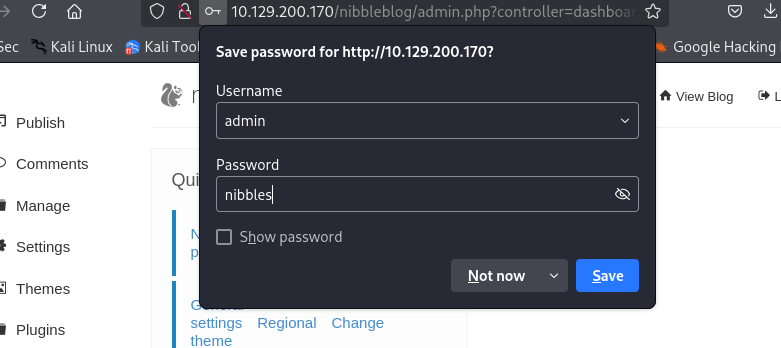 10.129.200.170/nibbleblog/admin.php?controller=dashboar
Sec Kali Linux Kali Too Google Hacking
Save password for http://10.129.200.170?
Username
admin
Password
nibbles
Show password
Not now Save
View Blog
Publish
Comments
Manage
Settings
Themes
Plugins
Qui
General
settings Regional Change
theme